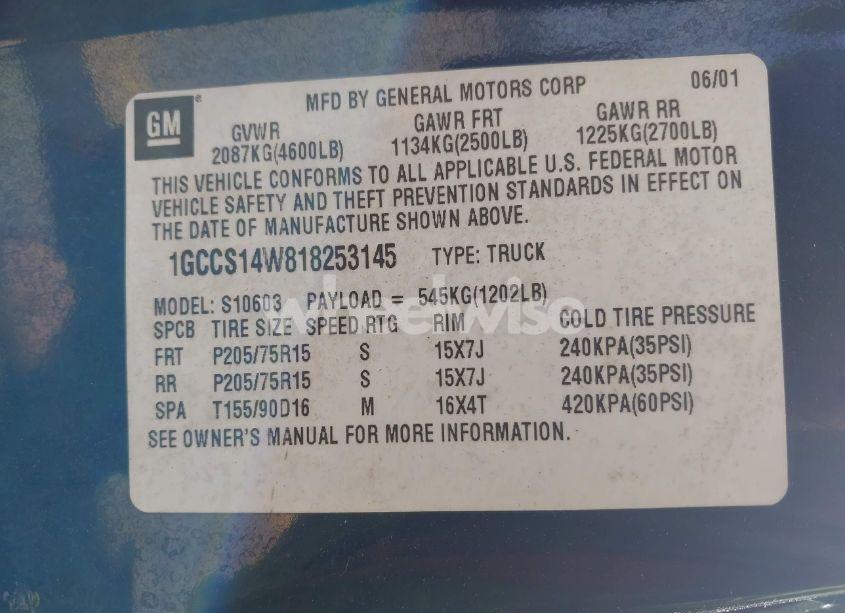 GM MFD BY GENERAL MOTORS CORP 06/01
GVWR GAWR FRT GAWR RR
2087KG(4600LB) 1134KG(2500LB) 1225KG(2700LB)
THIS VEHICLE CONFORMS TO ALL APPLICABLE U.S. FEDERAL MOTOR
VEHICLE SAFETY AND THEFT PREVENTION STANDARDS IN EFFECT ON
THE DATE OF MANUFACTURE SHOWN ABOVE.
1GCCS14W818253145 TYPE: TRUCK
MODEL: S10603 PAYLOAD = 545KG(1202LB)
SPCB TIRE SIZE SPEED RTG RIM COLD TIRE PRESSURE
FRT P205/75R15 S 15X7J 240KPA(35PSI)
RR P205/75R15 S 15X7J 240KPA(35PSI)
SPA T155/90D16 M 16X4T 420KPA(60PSI)
SEE OWNER'S MANUAL FOR MORE INFORMATION.